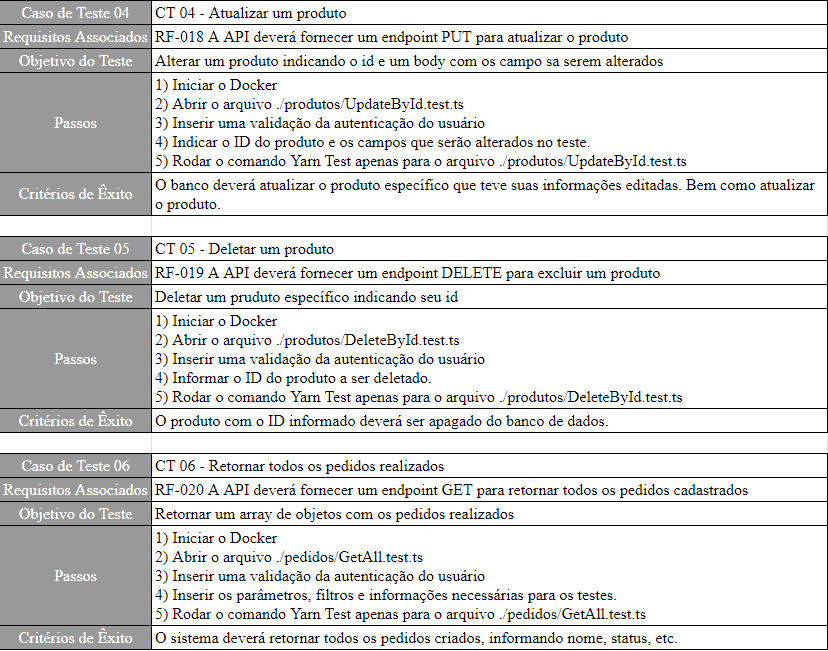 Caso de Teste 04 CT 04 - Atualizar um produto
Requisitos Associados RF-018 A API deverá fornecer um endpoint PUT para atualizar o produto
Objetivo do Teste Alterar um produto indicando o id e um body com os campo sa serem alterados
Passos
1) Iniciar o Docker
2) Abrir o arquivo ./produtos/UpdateById.test.ts
3) Inserir uma validação da autenticação do usuário
4) Indicar o ID do produto e os campos que serão alterados no teste.
5) Rodar o comando Yarn Test apenas para o arquivo ./produtos/UpdateById.test.ts
Critérios de Êxito
O banco deverá atualizar o produto específico que teve suas informações editadas. Bem como atualizar
o produto.
Caso de Teste 05 CT 05 - Deletar um produto
Requisitos Associados RF-019 A API deverá fornecer um endpoint DELETE para excluir um produto
Objetivo do Teste Deletar um pruduto específico indicando seu id
Passos
1) Iniciar o Docker
2) Abrir o arquivo ./produtos/DeleteById.test.ts
3) Inserir uma validação da autenticação do usuário
4) Informar o ID do produto a ser deletado.
5) Rodar o comando Yarn Test apenas para o arquivo ./produtos/DeleteById.test.ts
Critérios de Êxito O produto com o ID informado deverá ser apagado do banco de dados.
Caso de Teste 06 CT 06 - Retornar todos os pedidos realizados
Requisitos Associados RF-020 A API deverá fornecer um endpoint GET para retornar todos os pedidos cadastrados
Objetivo do Teste Retornar um array de objetos com os pedidos realizados
Passos
1) Iniciar o Docker
2) Abrir o arquivo ./pedidos/GetAll.test.ts
3) Inserir uma validação da autenticação do usuário
4) Inserir os parâmetros, filtros e informações necessárias para os testes.
5) Rodar o comando Yarn Test apenas para o arquivo ./pedidos/GetAll.test.ts
Critérios de Êxito O sistema deverá retornar todos os pedidos criados, informando nome, status, etc.